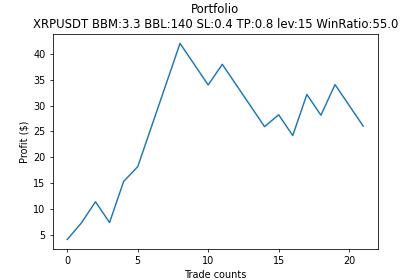 Portfolio
XRPUSDT BBM:3.3 BBL:140 SL:0.4 TP:0.8 lev:15 WinRatio:55.0
40
35
30
25
20
15
10
5
Profit ($)
0 5 10 15 20
Trade counts